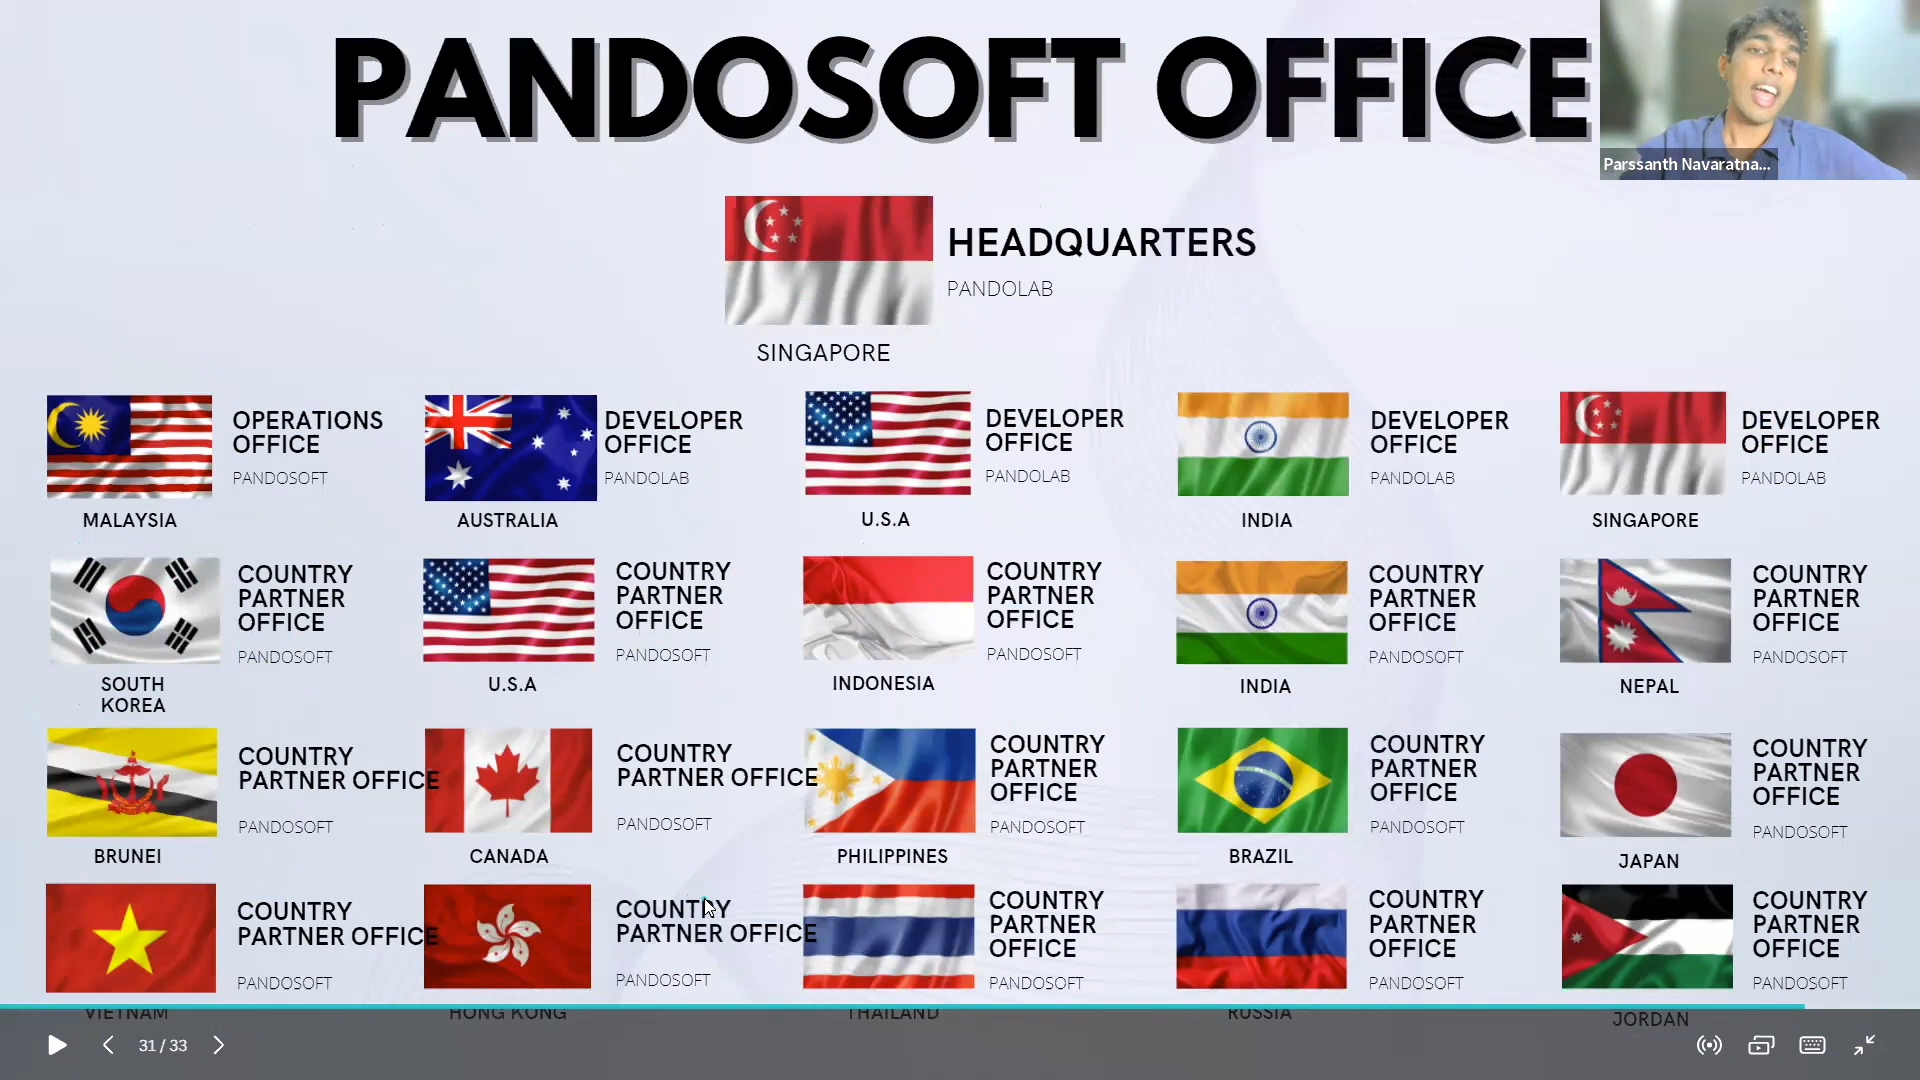 PANDOSOFT OFFICE
Parssanth Navaratna...
HEADQUARTERS
PANDOLAB
SINGAPORE
OPERATIONS
OFFICE
PANDOSOFT
MALAYSIA
DEVELOPER
OFFICE
PANDOLAB
AUSTRALIA
DEVELOPER
OFFICE
PANDOLAB
U.S.A
DEVELOPER
OFFICE
PANDOLAB
INDIA
DEVELOPER
OFFICE
PANDOLAB
SINGAPORE
COUNTRY
PARTNER
OFFICE
PANDOSOFT
SOUTH
KOREA
COUNTRY
PARTNER
OFFICE
PANDOSOFT
U.S.A
COUNTRY
PARTNER
OFFICE
PANDOSOFT
INDONESIA
COUNTRY
PARTNER
OFFICE
PANDOSOFT
INDIA
COUNTRY
PARTNER
OFFICE
PANDOSOFT
NEPAL
COUNTRY
PARTNER OFFICE
PANDOSOFT
BRUNEI
COUNTRY
PARTNER OFFICE
PANDOSOFT
CANADA
COUNTRY
PARTNER
OFFICE
PANDOSOFT
PHILIPPINES
COUNTRY
PARTNER
OFFICE
PANDOSOFT
BRAZIL
COUNTRY
PARTNER
OFFICE
PANDOSOFT
JAPAN
COUNTRY
PARTNER OFFICE
PANDOSOFT
VIETNAM
COUNTRY
PARTNER OFFICE
PANDOSOFT
HONG KONG
COUNTRY
PARTNER
OFFICE
PANDOSOFT
THAILAND
COUNTRY
PARTNER
OFFICE
PANDOSOFT
RUSSIA
COUNTRY
PARTNER
OFFICE
PANDOSOFT
JORDAN
31 / 33